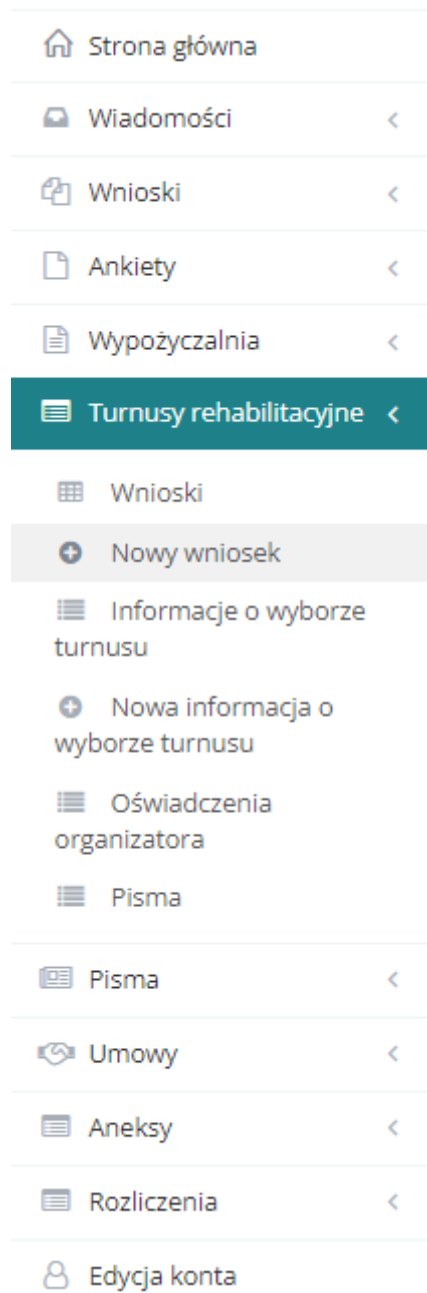 Strona główna
Wiadomości
Wnioski
Ankiety
Wypożyczalnia
Turnusy rehabilitacyjne
Wnioski
Nowy wniosek
Informacje o wyborze
turnusu
Nowa informacja o
wyborze turnusu
Oświadczenia
organizatora
Pisma
Pisma
Umowy
Aneksy
Rozliczenia
Edycja konta